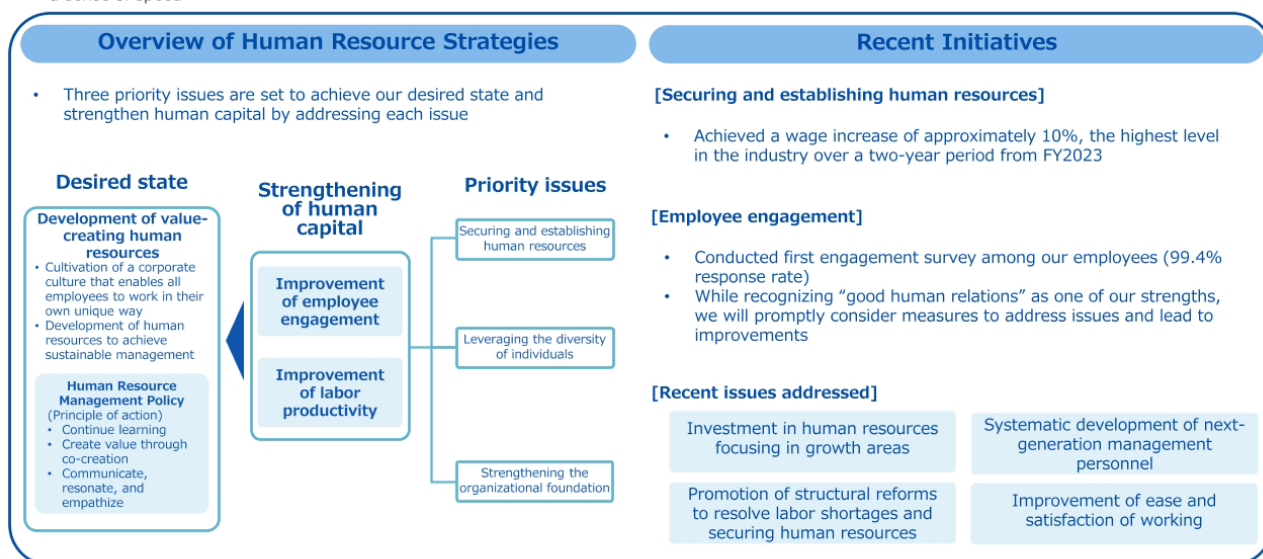 a sense of speed
Overview of Human Resource Strategies
• Three priority issues are set to achieve our desired state and
strengthen human capital by addressing each issue
Desired state
Development of value-
creating human
resources
• Cultivation of a corporate
culture that enables all
employees to work in their
own unique way
• Development of human
resources to achieve
sustainable management
Human Resource
Management Policy
(Principle of action)
• Continue learning
• Create value through
co-creation
• Communicate,
resonate, and
empathize
Strengthening
of human
capital
Improvement
of employee
engagement
Improvement
of labor
productivity
Priority issues
Securing and establishing
human resources
Leveraging the diversity
of individuals
Strengthening the
organizational foundation
Recent Initiatives
[Securing and establishing human resources]
• Achieved a wage increase of approximately 10%, the highest level
in the industry over a two-year period from FY2023
[Employee engagement]
• Conducted first engagement survey among our employees (99.4%
response rate)
• While recognizing “good human relations” as one of our strengths,
we will promptly consider measures to address issues and lead to
improvements
[Recent issues addressed]
Investment in human resources
focusing in growth areas
Systematic development of next-
generation management
personnel
Promotion of structural reforms
to resolve labor shortages and
securing human resources
Improvement of ease and
satisfaction of working